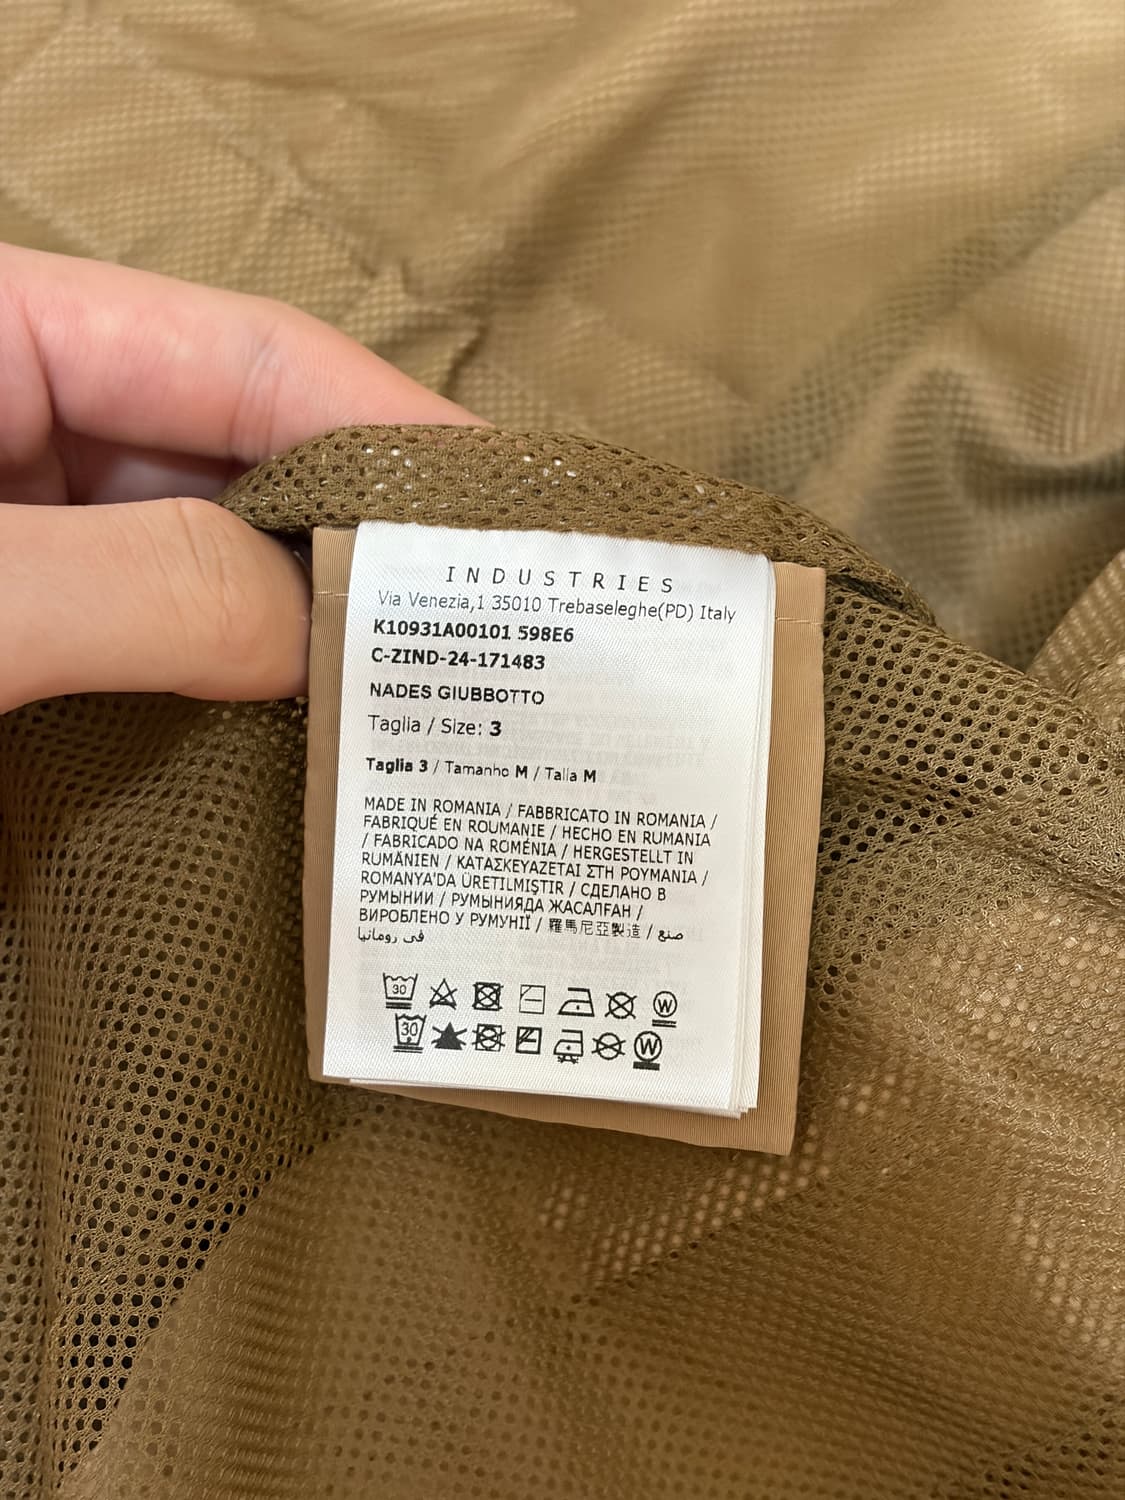 INDUSTRIES
Via Venezia,1 35010 Trebaseleghe(PD) Italy
K10931A00101 598E6
C-ZIND-24-171483
NADES GIUBBOTTO
Taglia / Size: 3
Taglia 3 / Tamanho M / Talla M
MADE IN ROMANIA / FABBRICATO IN ROMANIA /
FABRIQUÉ EN ROUMANIE / HECHO EN RUMANIA
/ FABRICADO NA ROMÉNIA / HERGESTELLT IN
RUMÄNIEN / ΚΑΤΑΣΚΕΥΑΖΕΤΑΙ ΣΤΗ ΡΟΥΜΑΝΙΑ /
ROMANYA'DA ÜRETILMIŞTIR / СДЕЛАНО В
РУМЫНИИ / РУМЫНИЯДА ЖАСАЛҒАН /
ВИРОБЛЕНО У РУМУНІЇ / 羅馬尼亞製造 / صنع
في رومانيا
30 W
30 W